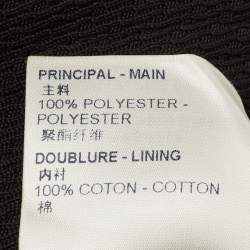 PRINCIPAL - MAIN
主料
100% POLYESTER -
POLYESTER
聚酯纤维
DOUBLURE - LINING
内衬
100% COTON - COTTON
棉